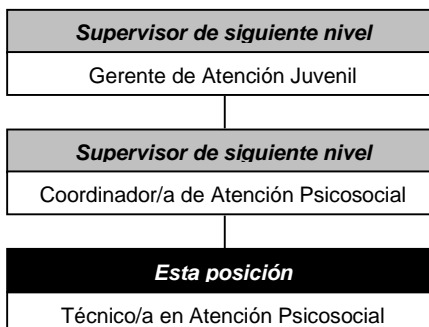 Supervisor de siguiente nivel
Gerente de Atención Juvenil
Supervisor de siguiente nivel
Coordinador/a de Atención Psicosocial
Esta posición
Técnico/a en Atención Psicosocial